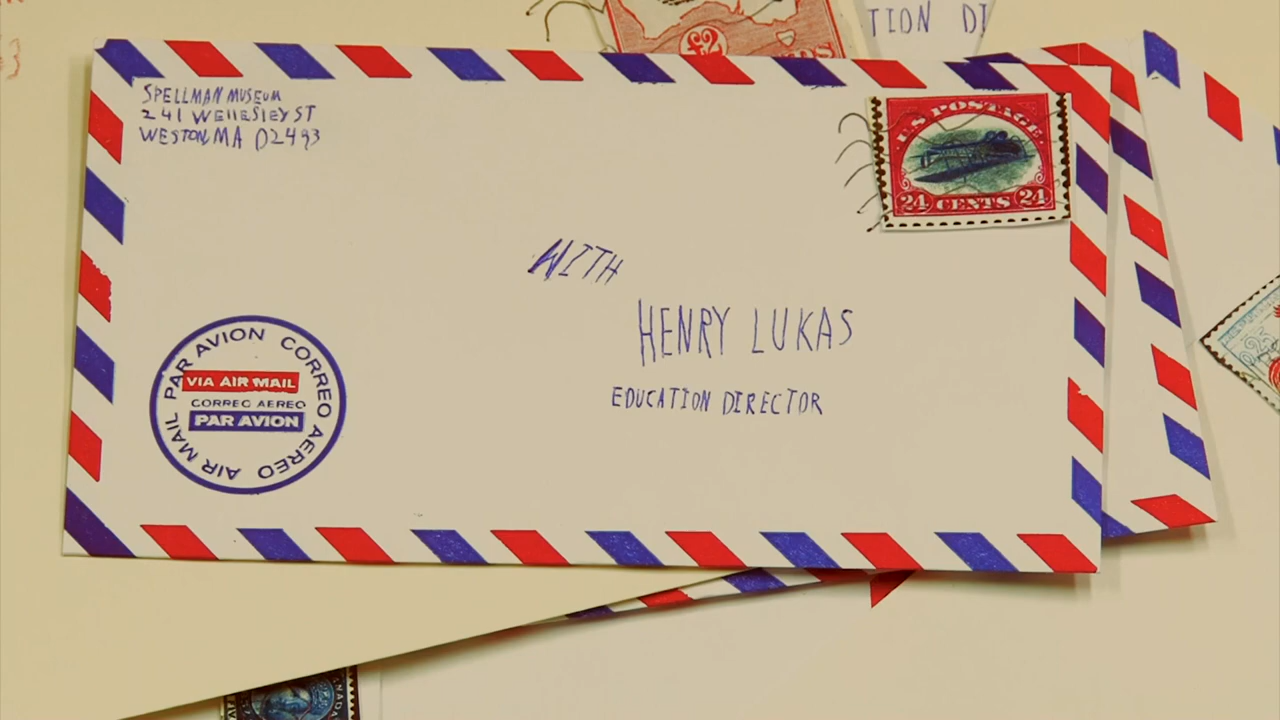 £2
TION DI
SPELLMAN MUSEUM
241 WELLESLEY ST
WESTON MA 02493
U S POSTAGE
24 CENTS 24
WITH
HENRY LUKAS
EDUCATION DIRECTOR
PAR AVION CORREO AEREO AIR MAIL
VIA AIR MAIL
CORREO AEREO
PAR AVION